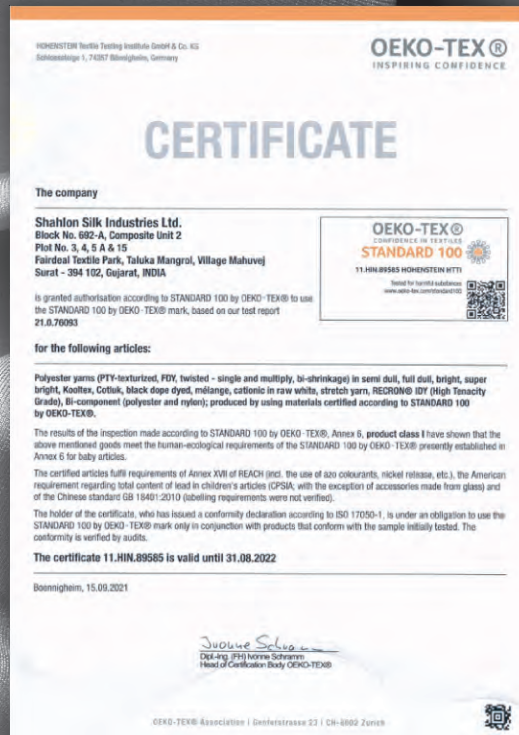 HOHENSTEIN Textile Testing Institute GmbH & Co. KG
Schlosssteige 1, 74357 Bönnigheim, Germany
OEKO-TEX®
INSPIRING CONFIDENCE
CERTIFICATE
The company
Shahlon Silk Industries Ltd.
Block No. 692-A, Composite Unit 2
Plot No. 3, 4, 5 A & 15
Fairdeal Textile Park, Taluka Mangrol, Village Mahuvej
Surat - 394 102, Gujarat, INDIA
OEKO-TEX®
CONFIDENCE IN TEXTILES
STANDARD 100
11.HIN.89585 HOHENSTEIN HTTI
Tested for harmful substances
www.oeko-tex.com/standard100
is granted authorisation according to STANDARD 100 by OEKO-TEX® to use
the STANDARD 100 by OEKO-TEX® mark, based on our test report
21.0.76093
for the following articles:
Polyester yarns (PTY-texturized, FDY, twisted - single and multiply, bi-shrinkage) in semi dull, full dull, bright, super
bright, Kooltex, Cotluk, black dope dyed, mélange, cationic in raw white, stretch yarn, RECRON® IDY (High Tenacity
Grade), Bi-component (polyester and nylon); produced by using materials certified according to STANDARD 100
by OEKO-TEX®.
The results of the inspection made according to STANDARD 100 by OEKO-TEX®, Annex 6, product class I have shown that the
above mentioned goods meet the human-ecological requirements of the STANDARD 100 by OEKO-TEX® presently established in
Annex 6 for baby articles.
The certified articles fulfil requirements of Annex XVII of REACH (incl. the use of azo colourants, nickel release, etc.), the American
requirement regarding total content of lead in children's articles (CPSIA; with the exception of accessories made from glass) and
of the Chinese standard GB 18401:2010 (labelling requirements were not verified).
The holder of the certificate, who has issued a conformity declaration according to ISO 17050-1, is under an obligation to use the
STANDARD 100 by OEKO-TEX® mark only in conjunction with products that conform with the sample initially tested. The
conformity is verified by audits.
The certificate 11.HIN.89585 is valid until 31.08.2022
Boennigheim, 15.09.2021
Dipl.-Ing. (FH) Ivonne Schramm
Head of Certification Body OEKO-TEX®
OEKO-TEX® Association | Genferstrasse 23 | CH-8002 Zurich